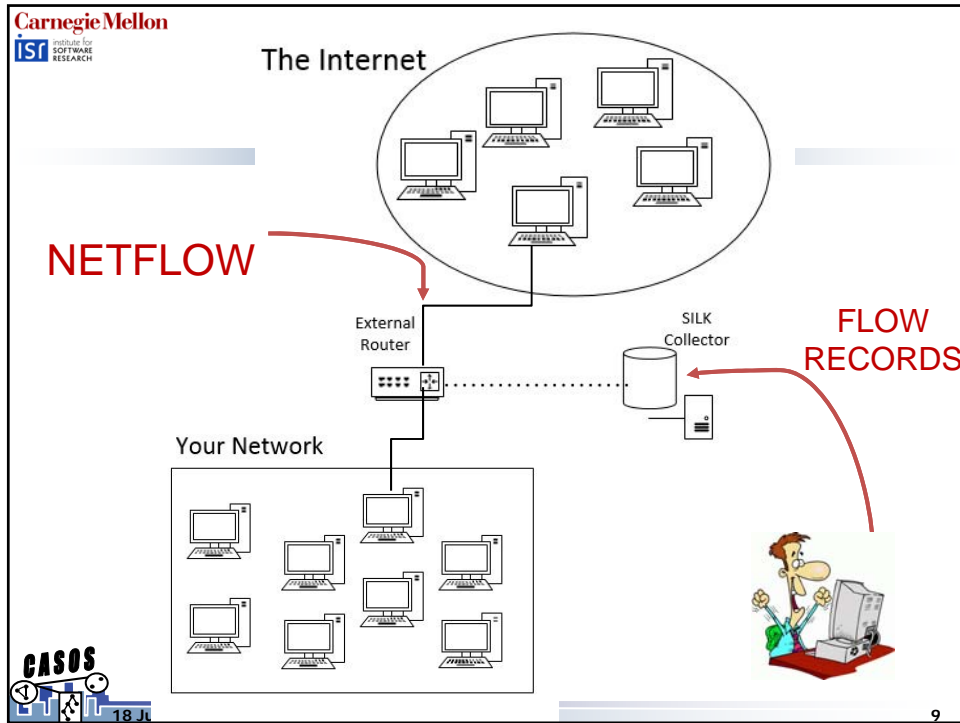 Carnegie Mellon
isr institute for
SOFTWARE
RESEARCH
The Internet
NETFLOW
External
Router
SILK
Collector
FLOW
RECORDS
Your Network
CASOS
18 Ju
9